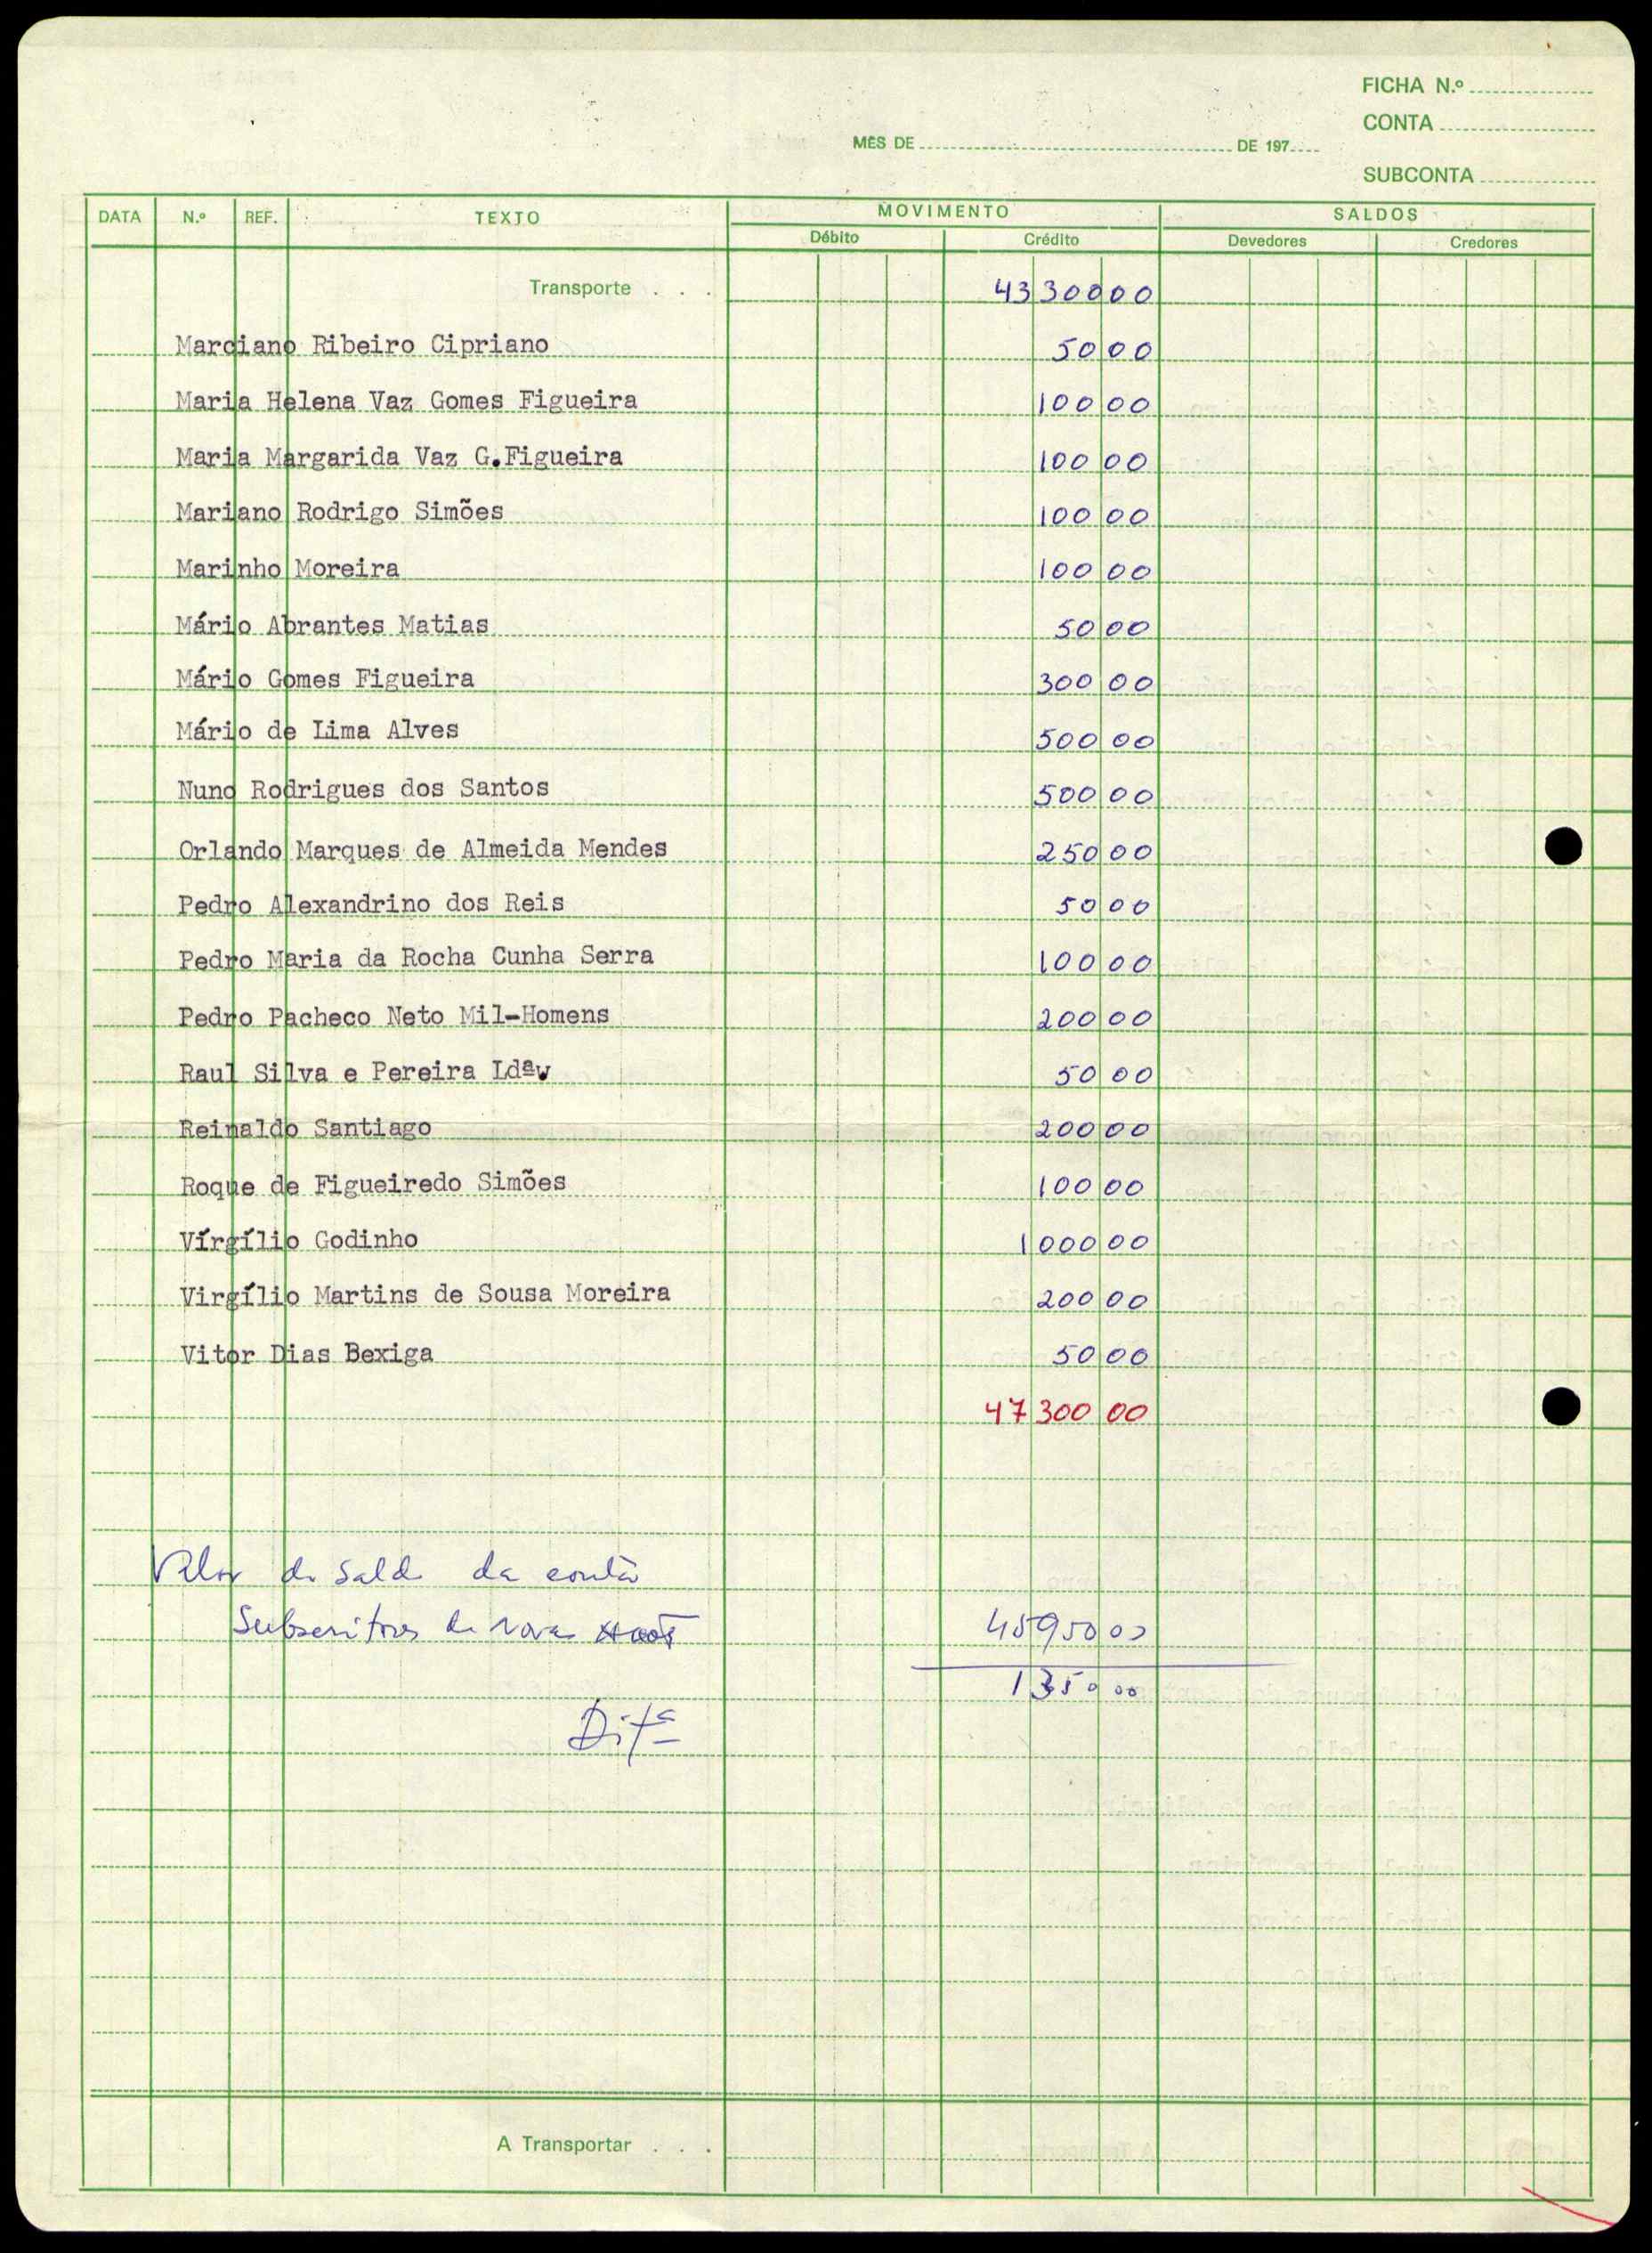 FICHA N.º
CONTA
MÊS DE DE 197
SUBCONTA
DATA N.º REF. TEXTO MOVIMENTO SALDOS
Débito Crédito Devedores Credores
Transporte . . . 43300 00
Marciano Ribeiro Cipriano 50 00
Maria Helena Vaz Gomes Figueira 100 00
Maria Margarida Vaz G.Figueira 100 00
Mariano Rodrigo Simões 100 00
Marinho Moreira 100 00
Mário Abrantes Matias 50 00
Mário Gomes Figueira 300 00
Mário de Lima Alves 500 00
Nuno Rodrigues dos Santos 500 00
Orlando Marques de Almeida Mendes 250 00
Pedro Alexandrino dos Reis 50 00
Pedro Maria da Rocha Cunha Serra 100 00
Pedro Pacheco Neto Mil-Homens 200 00
Raul Silva e Pereira Ldªw 50 00
Reinaldo Santiago 200 00
Roque de Figueiredo Simões 100 00
Vírgílio Godinho 1000 00
Virgílio Martins de Sousa Moreira 200 00
Vitor Dias Bexiga 50 00
47300 00
Valor do saldo da conta
Subscritores de novas 45950 00
1350 00
Difª
A Transportar . . .